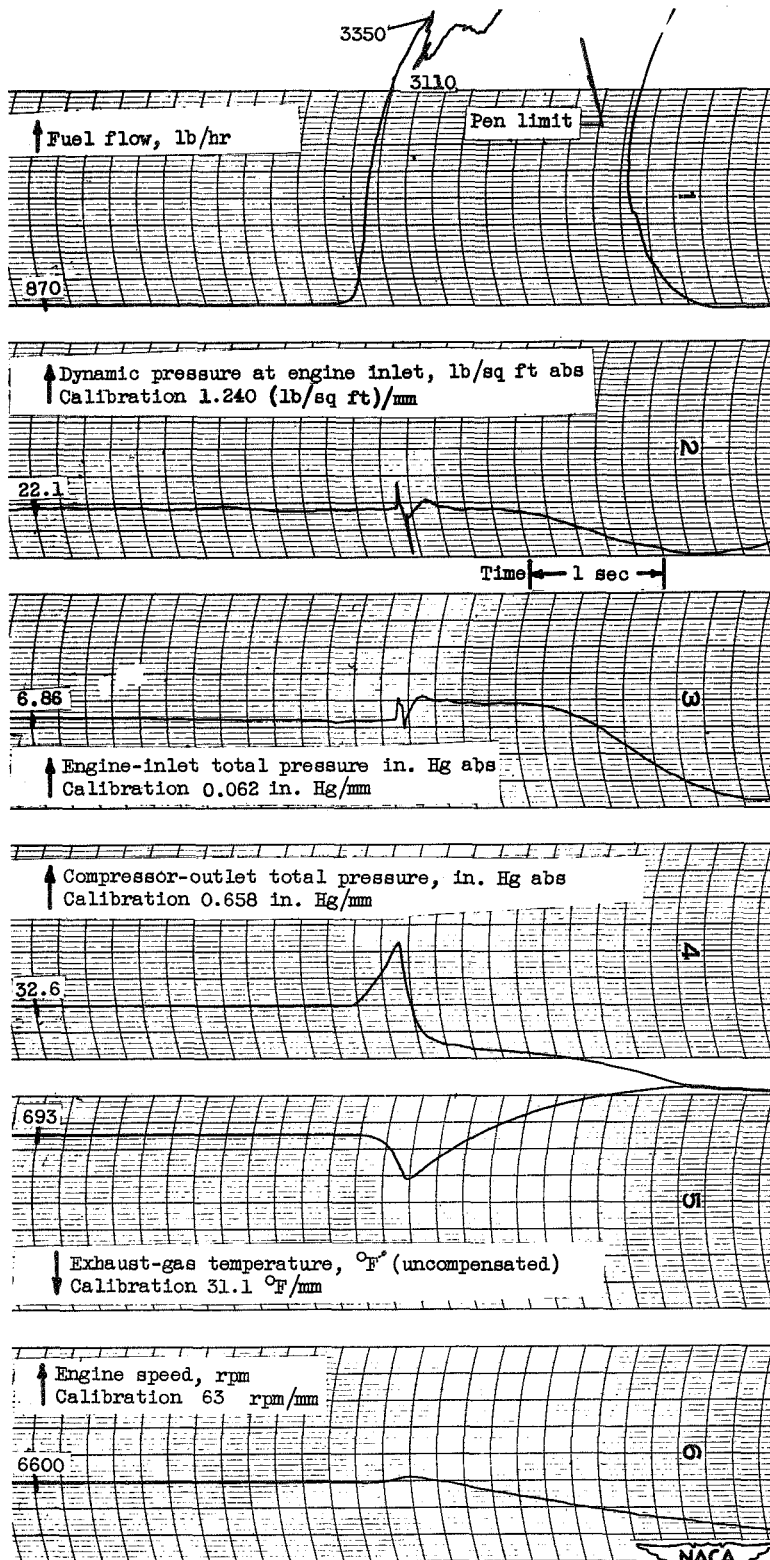 3350
3110
Pen limit
Fuel flow, lb/hr
1
870
Dynamic pressure at engine inlet, lb/sq ft abs
Calibration 1.240 (lb/sq ft)/mm
2
22.1
Time 1 sec
3
6.86
Engine-inlet total pressure in. Hg abs
Calibration 0.062 in. Hg/mm
Compressor-outlet total pressure, in. Hg abs
Calibration 0.658 in. Hg/mm
4
32.6
693
5
Exhaust-gas temperature, °F (uncompensated)
Calibration 31.1 °F/mm
Engine speed, rpm
Calibration 63 rpm/mm
6
6600
NACA